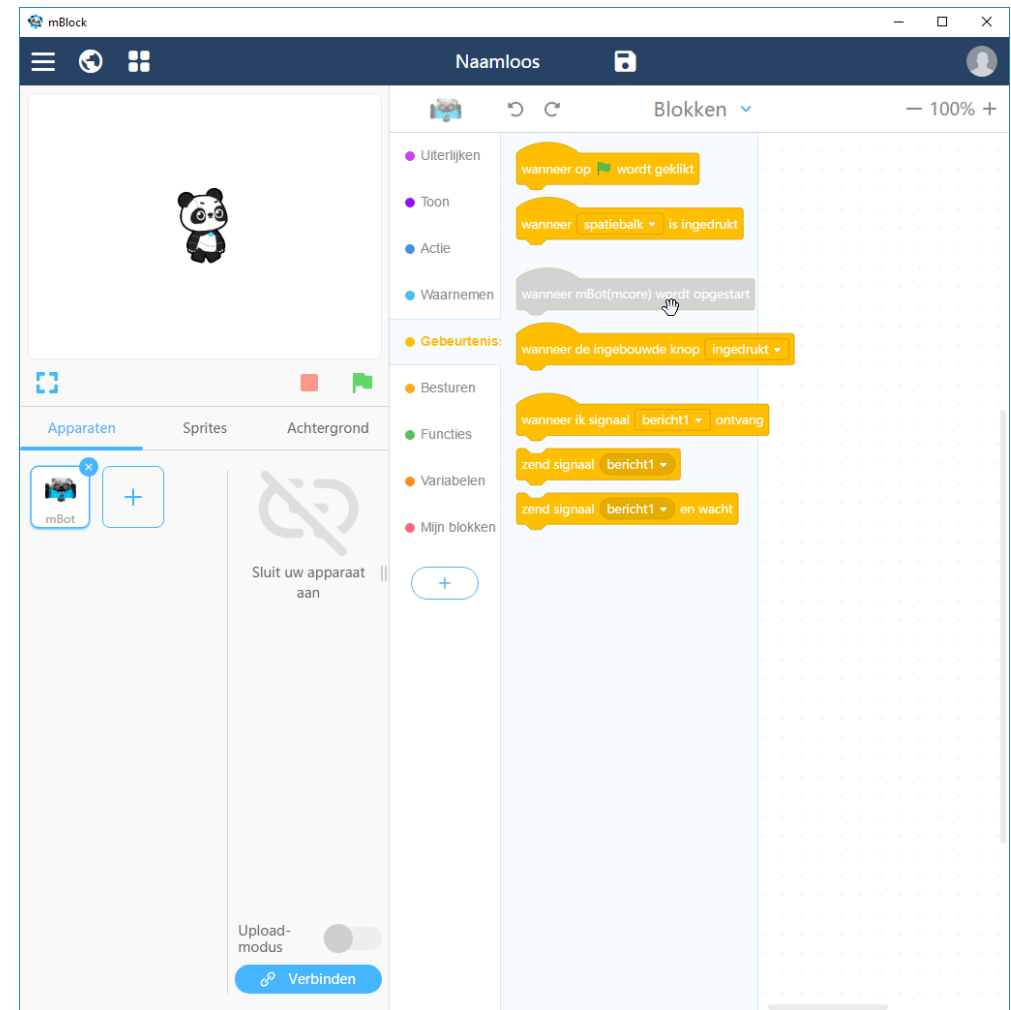 mBlock
Naamloos
Blokken
100%
Uiterlijken
Toon
Actie
Waarnemen
Gebeurtenis
Besturen
Functies
Variabelen
Mijn blokken
+
wanneer op wordt geklikt
wanneer spatiebalk is ingedrukt
wanneer mBot(mcore) wordt opgestart
wanneer de ingebouwde knop ingedrukt
wanneer ik signaal bericht1 ontvang
zend signaal bericht1
zend signaal bericht1 en wacht
Apparaten Sprites Achtergrond
mBot
+
Sluit uw apparaat
aan
Upload-
modus
Verbinden